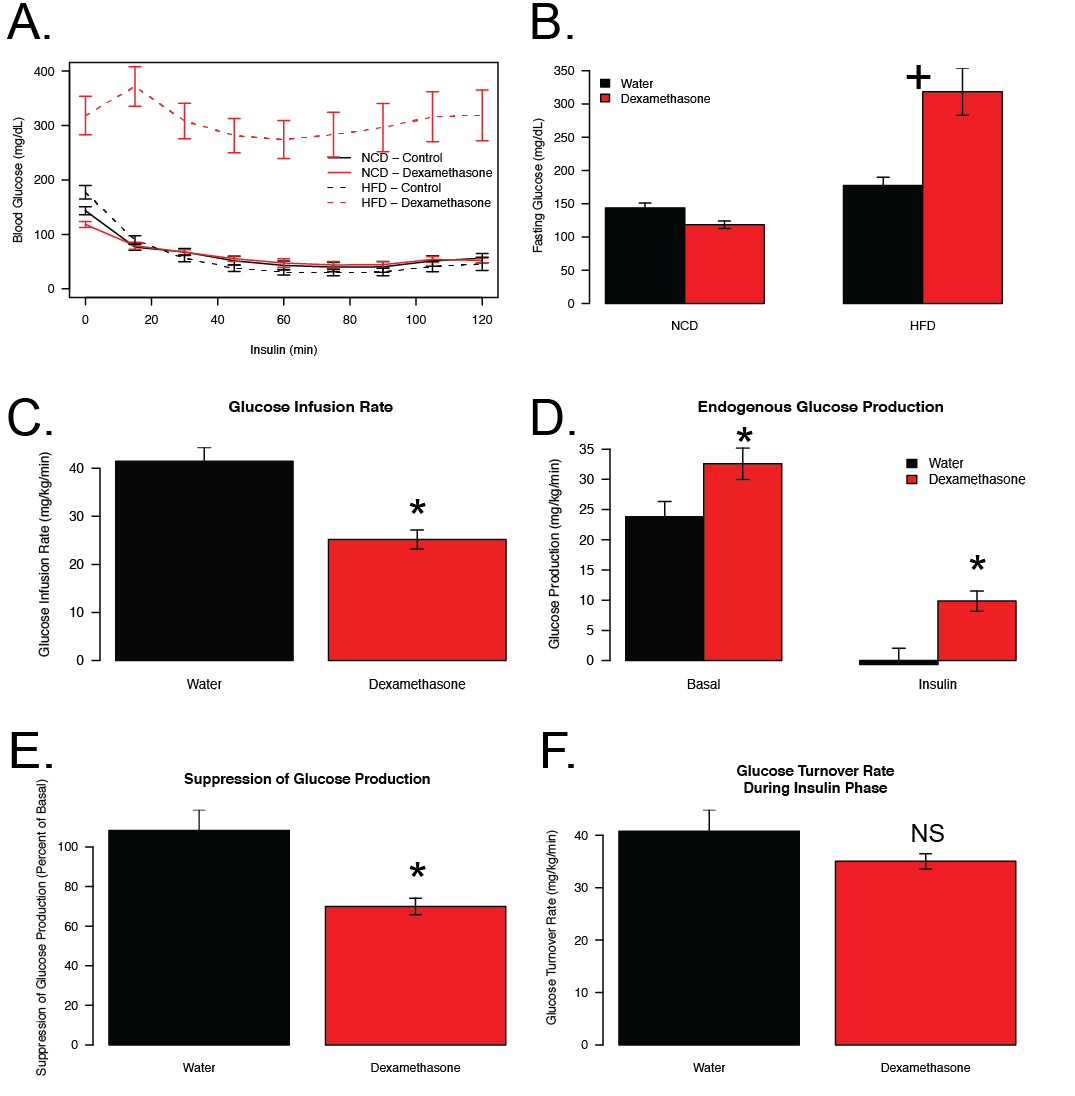 A.
400
300
200
100
0
Blood Glucose (mg/dL)
NCD – Control
NCD – Dexamethasone
HFD – Control
HFD – Dexamethasone
0 20 40 60 80 100 120
Insulin (min)
B.
350
300
250
200
150
100
50
0
Fasting Glucose (mg/dL)
Water
Dexamethasone
+
NCD HFD
C.
Glucose Infusion Rate
40
30
20
10
0
Glucose Infusion Rate (mg/kg/min)
*
Water Dexamethasone
D.
Endogenous Glucose Production
35
30
25
20
15
10
5
0
Glucose Production (mg/kg/min)
*
*
Water
Dexamethasone
Basal Insulin
E.
Suppression of Glucose Production
100
80
60
40
20
0
Suppression of Glucose Production (Percent of Basal)
*
Water Dexamethasone
F.
Glucose Turnover Rate
During Insulin Phase
40
30
20
10
0
Glucose Turnover Rate (mg/kg/min)
NS
Water Dexamethasone